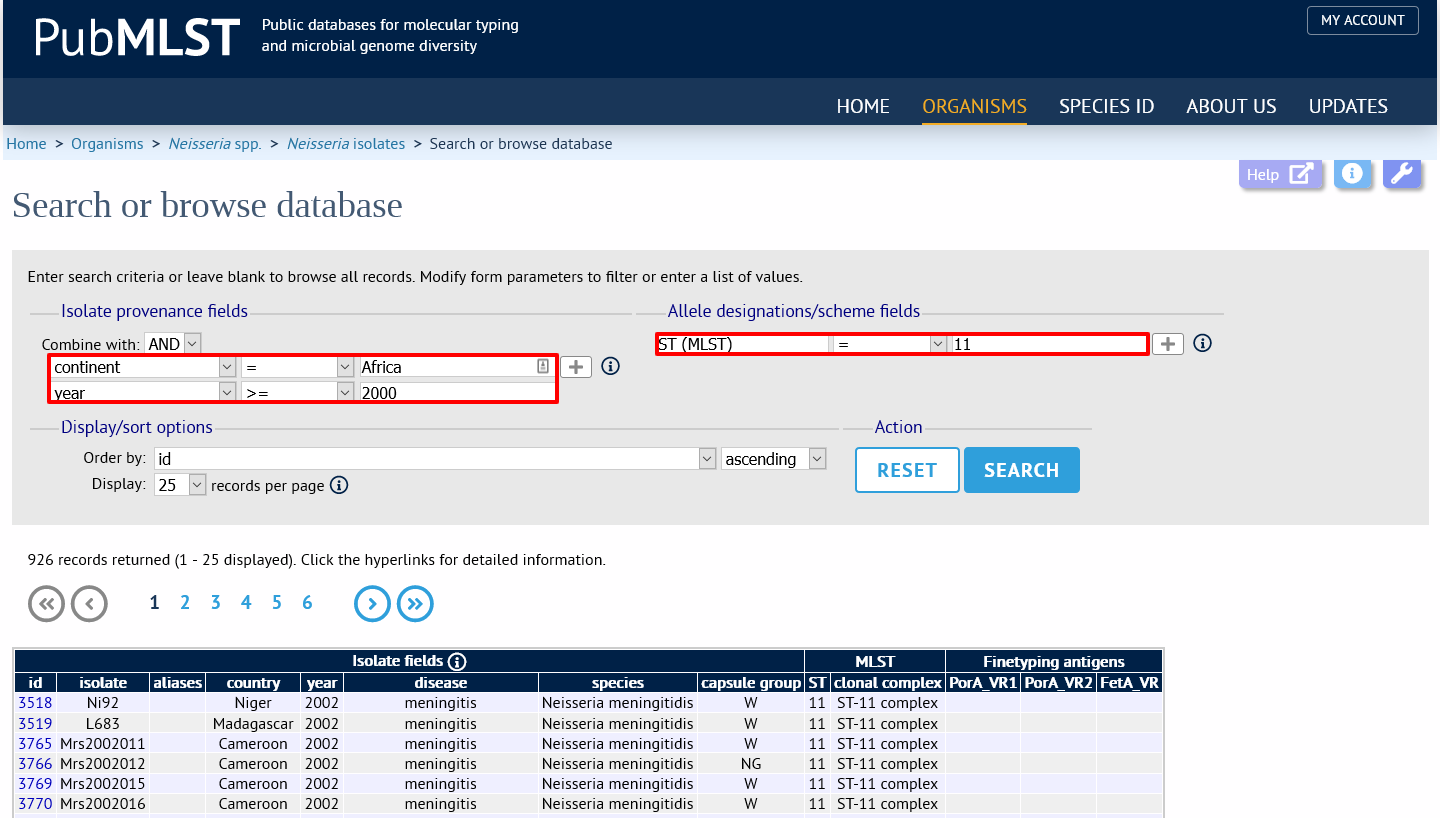 PubMLST
Public databases for molecular typing
and microbial genome diversity
MY ACCOUNT
HOME ORGANISMS SPECIES ID ABOUT US UPDATES
Home > Organisms > Neisseria spp. > Neisseria isolates > Search or browse database
Help
Search or browse database
Enter search criteria or leave blank to browse all records. Modify form parameters to filter or enter a list of values.
Isolate provenance fields
Combine with: AND
continent = Africa
year >= 2000
Allele designations/scheme fields
ST (MLST) = 11
Display/sort options
Order by: id ascending
Display: 25 records per page
Action
RESET SEARCH
926 records returned (1 - 25 displayed). Click the hyperlinks for detailed information.
1 2 3 4 5 6
Isolate fields MLST Finetyping antigens
id isolate aliases country year disease species capsule group ST clonal complex PorA_VR1 PorA_VR2 FetA_VR
3518 Ni92 Niger 2002 meningitis Neisseria meningitidis W 11 ST-11 complex
3519 L683 Madagascar 2002 meningitis Neisseria meningitidis W 11 ST-11 complex
3765 Mrs2002011 Cameroon 2002 meningitis Neisseria meningitidis W 11 ST-11 complex
3766 Mrs2002012 Cameroon 2002 meningitis Neisseria meningitidis NG 11 ST-11 complex
3769 Mrs2002015 Cameroon 2002 meningitis Neisseria meningitidis W 11 ST-11 complex
3770 Mrs2002016 Cameroon 2002 meningitis Neisseria meningitidis W 11 ST-11 complex